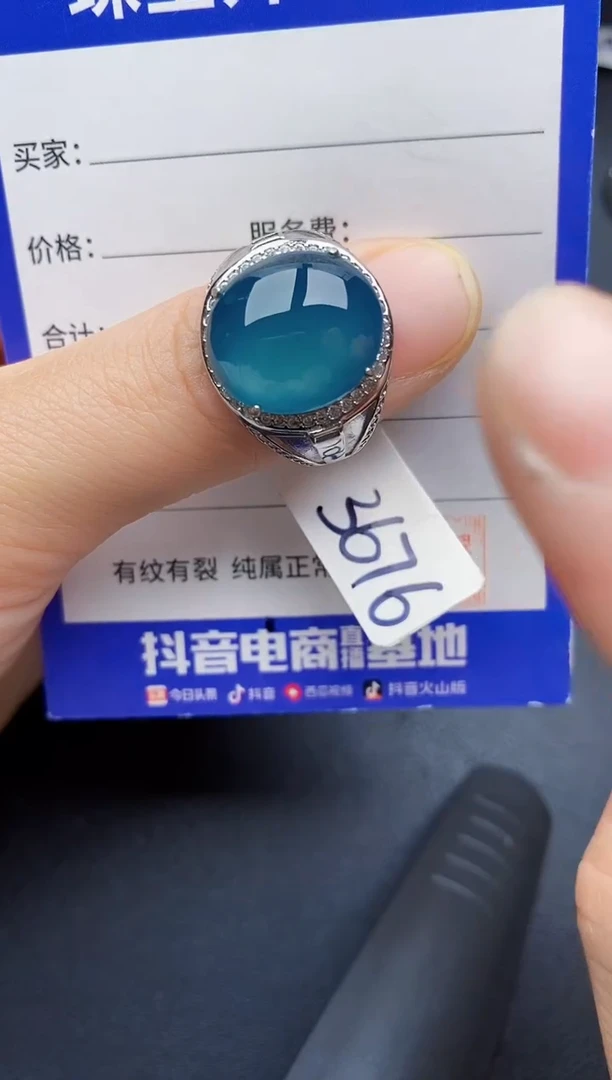 买家：
价格： 服务费：
合计：
3676
有纹有裂 纯属正常
抖音电商直播基地
今日头条 抖音 西瓜视频 抖音火山版